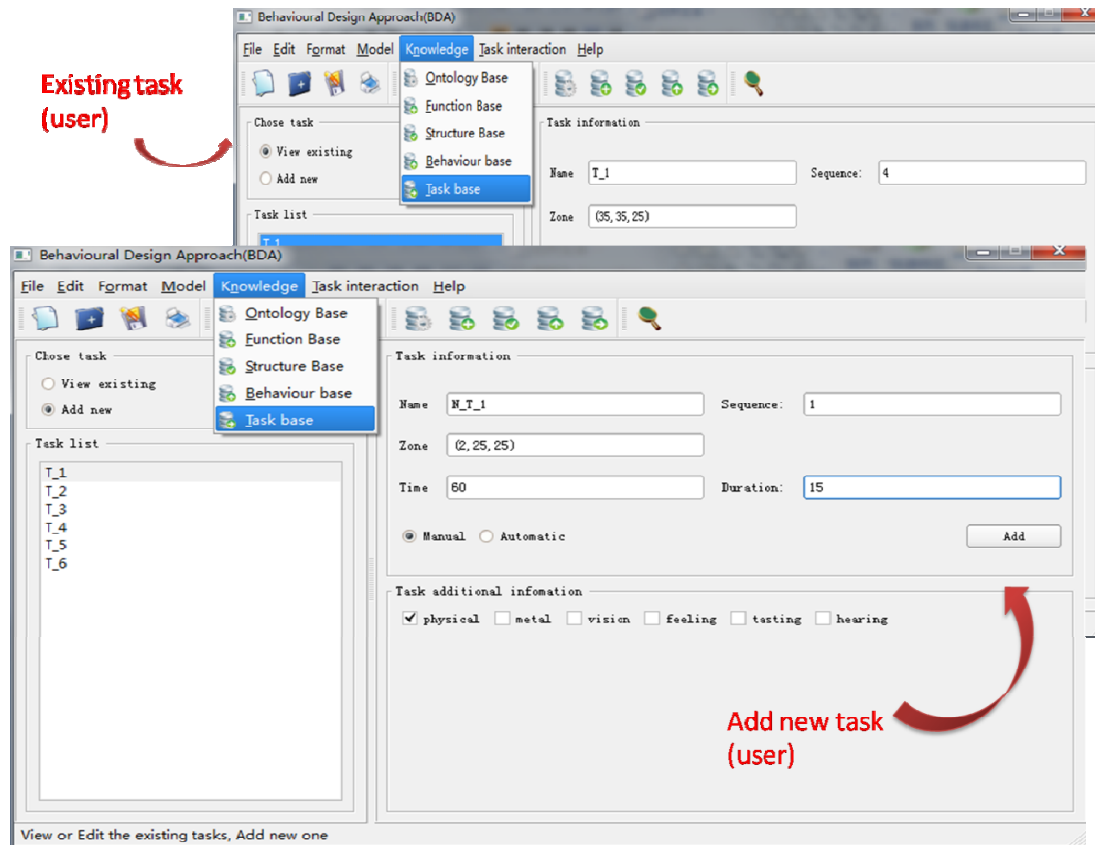 Behavioural Design Approach(BDA)
File Edit Format Model Knowledge Task interaction Help
Existing task
(user)
Ontology Base
Function Base
Structure Base
Behaviour base
Task base
Chose task
View existing
Add new
Task list
T_1
Task information
Name T_1 Sequence: 4
Zone (35,35,25)
Behavioural Design Approach(BDA)
File Edit Format Model Knowledge Task interaction Help
Ontology Base
Function Base
Structure Base
Behaviour base
Task base
Chose task
View existing
Add new
Task list
T_1
T_2
T_3
T_4
T_5
T_6
Task information
Name N_T_1 Sequence: 1
Zone (2,25,25)
Time 60 Duration: 15
Manual Automatic Add
Task additional infomation
physical metal vision feeling tasting hearing
Add new task
(user)
View or Edit the existing tasks, Add new one